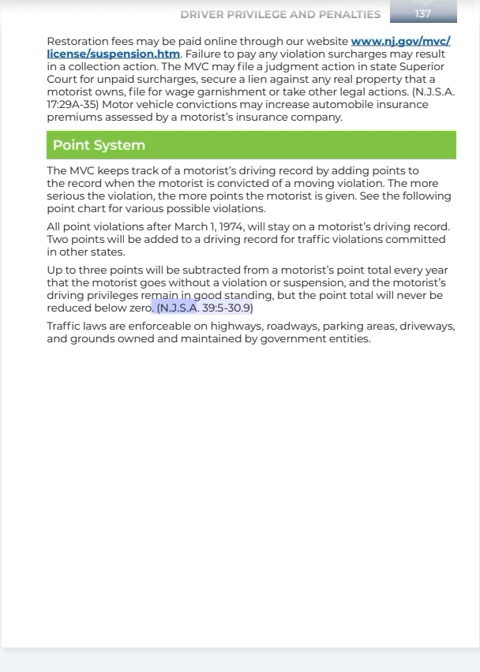 DRIVER PRIVILEGE AND PENALTIES
137
Restoration fees may be paid online through our website www.nj.gov/mvc/
license/suspension.htm. Failure to pay any violation surcharges may result
in a collection action. The MVC may file a judgment action in state Superior
Court for unpaid surcharges, secure a lien against any real property that a
motorist owns, file for wage garnishment or take other legal actions. (N.J.S.A.
17:29A-35) Motor vehicle convictions may increase automobile insurance
premiums assessed by a motorist's insurance company.
Point System
The MVC keeps track of a motorist's driving record by adding points to
the record when the motorist is convicted of a moving violation. The more
serious the violation, the more points the motorist is given. See the following
point chart for various possible violations.
All point violations after March 1, 1974, will stay on a motorist's driving record.
Two points will be added to a driving record for traffic violations committed
in other states.
Up to three points will be subtracted from a motorist's point total every year
that the motorist goes without a violation or suspension, and the motorist's
driving privileges remain in good standing, but the point total will never be
reduced below zero. (N.J.S.A. 39:5-30.9)
Traffic laws are enforceable on highways, roadways, parking areas, driveways,
and grounds owned and maintained by government entities.